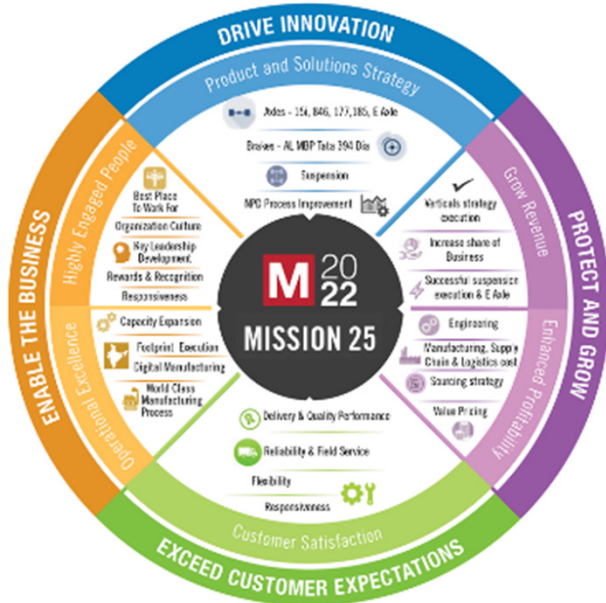 DRIVE INNOVATION
Product and Solutions Strategy
Axles - 15i, 846, 177,185, E Axle
Brakes - AL MBP Tata 394 Dia
Suspension
NPD Process Improvement
PROTECT AND GROW
Grow Revenue
Verticals strategy
execution
Increase share of
Business
Successful suspension
execution & E Axle
Enhanced Profitability
Engineering
Manufacturing, Supply
Chain & Logistics cost
Sourcing strategy
Value Pricing
EXCEED CUSTOMER EXPECTATIONS
Customer Satisfaction
Delivery & Quality Performance
Reliability & Field Service
Flexibility
Responsiveness
ENABLE THE BUSINESS
Highly Engaged People
Best Place
To Work For
Organization Culture
Key Leadership
Development
Rewards & Recognition
Responsiveness
Operational Excellence
Capacity Expansion
Footprint Execution
Digital Manufacturing
World Class
Manufacturing
Process
M 20
22
MISSION 25